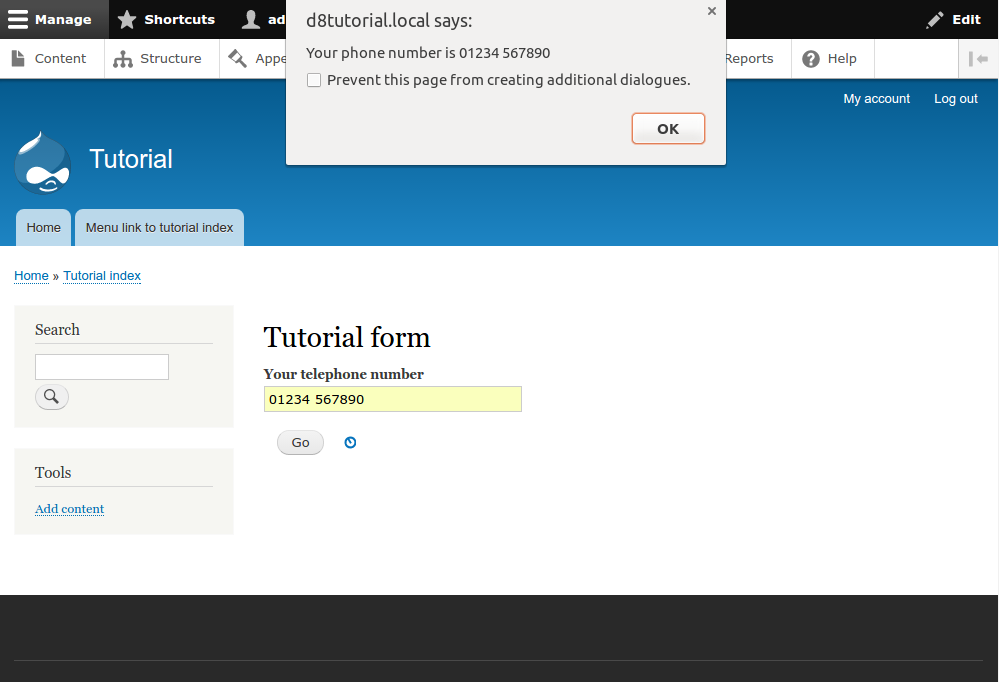 Manage Shortcuts ad Edit
d8tutorial.local says:
Your phone number is 01234 567890
Prevent this page from creating additional dialogues.
OK
Content Structure Appe Reports Help
My account Log out
Tutorial
Home Menu link to tutorial index
Home » Tutorial index
Search
Tutorial form
Your telephone number
01234 567890
Go
Tools
Add content